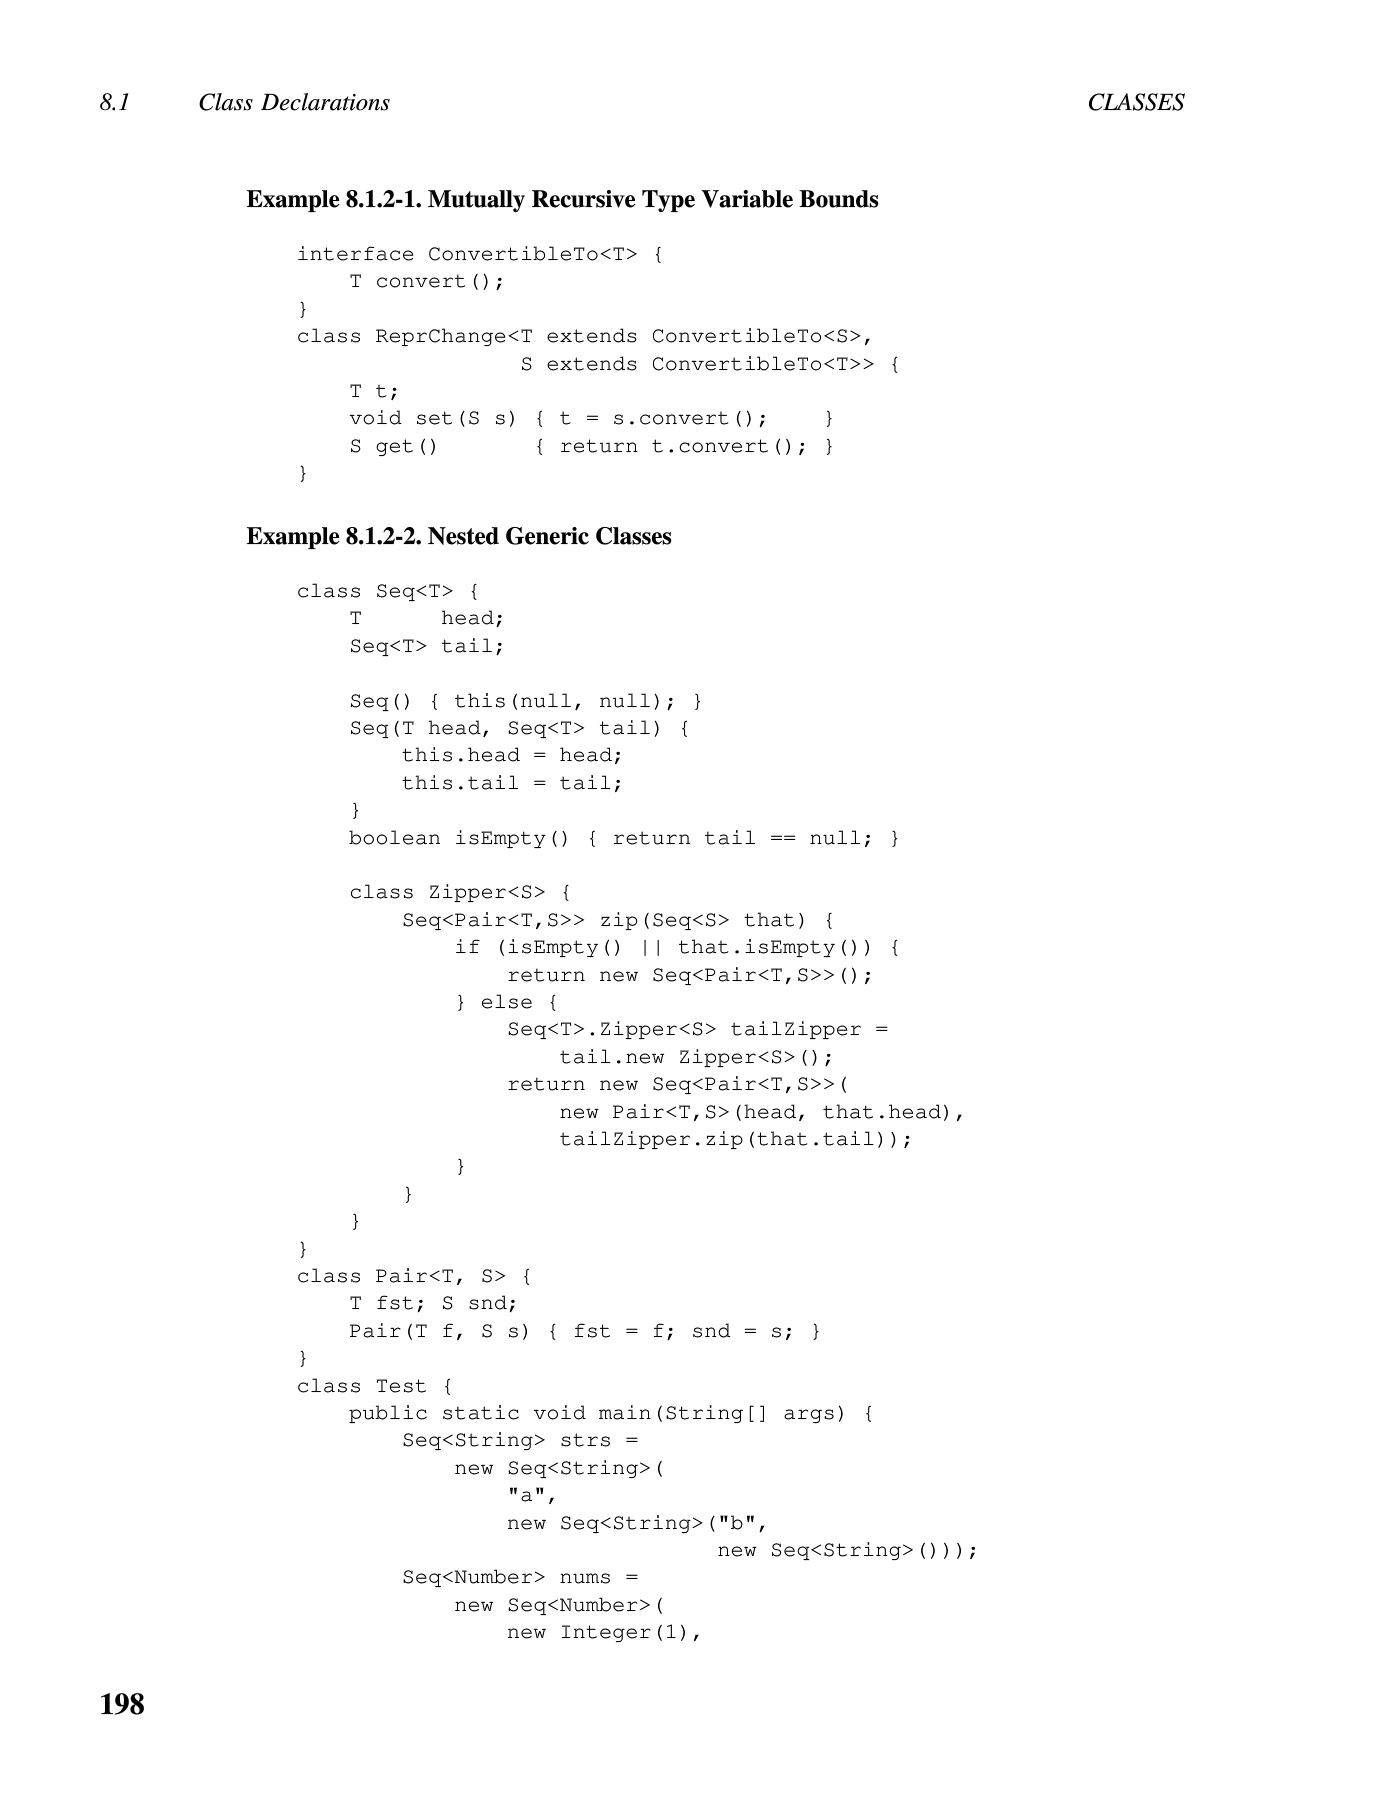 8.1 Class Declarations CLASSES
Example 8.1.2-1. Mutually Recursive Type Variable Bounds
interface ConvertibleTo<T> {
    T convert();
}
class ReprChange<T extends ConvertibleTo<S>,
                 S extends ConvertibleTo<T>> {
    T t;
    void set(S s) { t = s.convert();    }
    S get()       { return t.convert(); }
}
Example 8.1.2-2. Nested Generic Classes
class Seq<T> {
    T      head;
    Seq<T> tail;

    Seq() { this(null, null); }
    Seq(T head, Seq<T> tail) {
        this.head = head;
        this.tail = tail;
    }
    boolean isEmpty() { return tail == null; }

    class Zipper<S> {
        Seq<Pair<T,S>> zip(Seq<S> that) {
            if (isEmpty() || that.isEmpty()) {
                return new Seq<Pair<T,S>>();
            } else {
                Seq<T>.Zipper<S> tailZipper =
                    tail.new Zipper<S>();
                return new Seq<Pair<T,S>>(
                    new Pair<T,S>(head, that.head),
                    tailZipper.zip(that.tail));
            }
        }
    }
}
class Pair<T, S> {
    T fst; S snd;
    Pair(T f, S s) { fst = f; snd = s; }
}
class Test {
    public static void main(String[] args) {
        Seq<String> strs =
            new Seq<String>(
                "a",
                new Seq<String>("b",
                                new Seq<String>()));
        Seq<Number> nums =
            new Seq<Number>(
                new Integer(1),
198